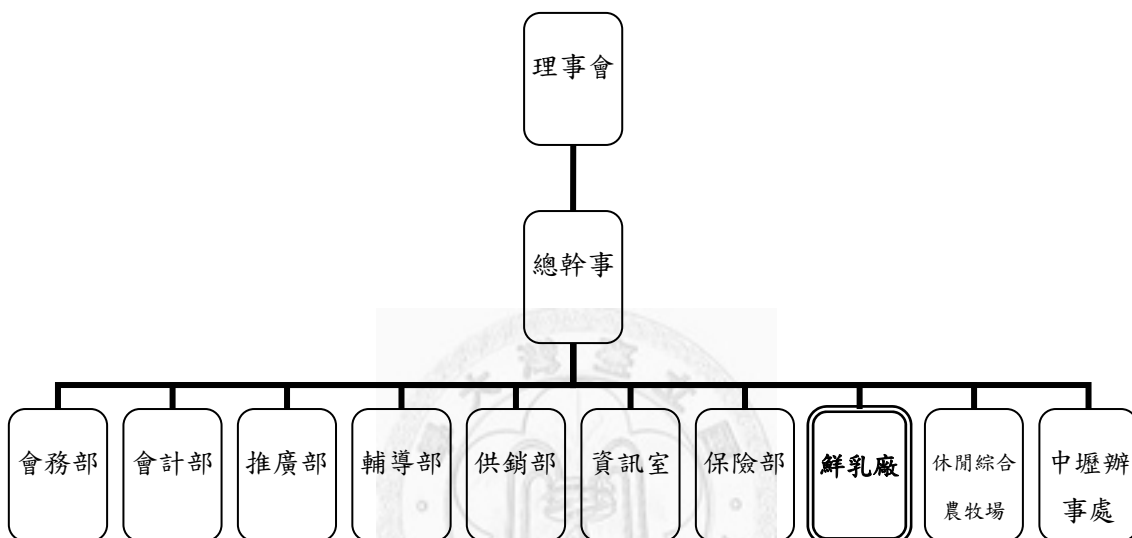 理事會
總幹事
會務部
會計部
推廣部
輔導部
供銷部
資訊室
保險部
鮮乳廠
休閒綜合
農牧場
中壢辦
事處